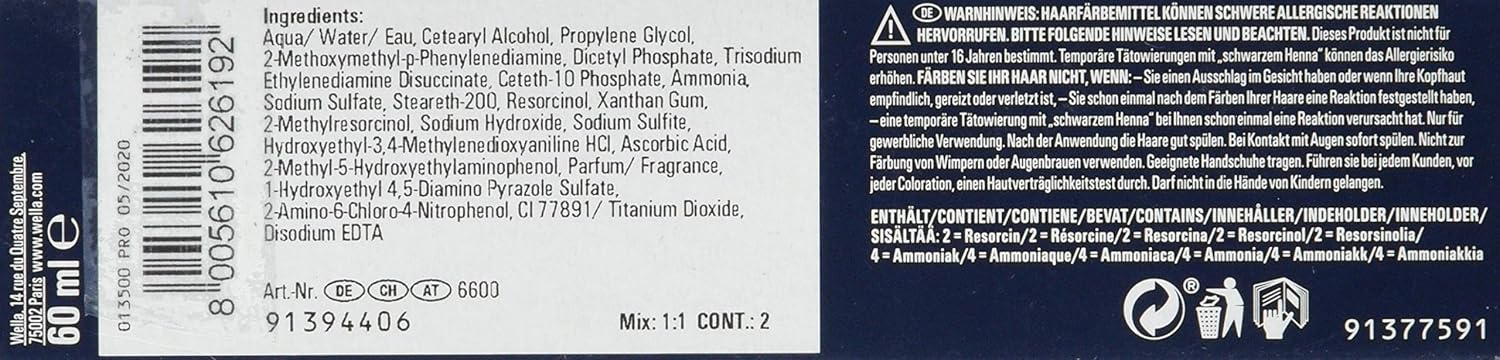 Wella. 14 rue du Quatre Septembre.
75002 Paris www.wella.com
60 ml e
013500 PRO 05/2020
8 005610 626192
Ingredients:
Aqua/ Water/ Eau, Cetearyl Alcohol, Propylene Glycol,
2-Methoxymethyl-p-Phenylenediamine, Dicetyl Phosphate, Trisodium
Ethylenediamine Disuccinate, Ceteth-10 Phosphate, Ammonia,
Sodium Sulfate, Steareth-200, Resorcinol, Xanthan Gum,
2-Methylresorcinol, Sodium Hydroxide, Sodium Sulfite,
Hydroxyethyl-3,4-Methylenedioxyaniline HCl, Ascorbic Acid,
2-Methyl-5-Hydroxyethylaminophenol, Parfum/ Fragrance,
1-Hydroxyethyl 4,5-Diamino Pyrazole Sulfate,
2-Amino-6-Chloro-4-Nitrophenol, CI 77891/ Titanium Dioxide,
Disodium EDTA
Art.-Nr. DE CH AT 6600
91394406 Mix: 1:1 CONT.: 2
DE WARNHINWEIS: HAARFÄRBEMITTEL KÖNNEN SCHWERE ALLERGISCHE REAKTIONEN
HERVORRUFEN. BITTE FOLGENDE HINWEISE LESEN UND BEACHTEN. Dieses Produkt ist nicht für
Personen unter 16 Jahren bestimmt. Temporäre Tätowierungen mit „schwarzem Henna“ können das Allergierisiko
erhöhen. FÄRBEN SIE IHR HAAR NICHT, WENN: – Sie einen Ausschlag im Gesicht haben oder wenn Ihre Kopfhaut
empfindlich, gereizt oder verletzt ist, – Sie schon einmal nach dem Färben Ihrer Haare eine Reaktion festgestellt haben,
– eine temporäre Tätowierung mit „schwarzem Henna“ bei Ihnen schon einmal eine Reaktion verursacht hat. Nur für
gewerbliche Verwendung. Nach der Anwendung die Haare gut spülen. Bei Kontakt mit Augen sofort spülen. Nicht zur
Färbung von Wimpern oder Augenbrauen verwenden. Geeignete Handschuhe tragen. Führen sie bei jedem Kunden, vor
jeder Coloration, einen Hautverträglichkeitstest durch. Darf nicht in die Hände von Kindern gelangen.
ENTHÄLT/CONTIENT/CONTIENE/BEVAT/CONTAINS/INNEHÅLLER/INDEHOLDER/INNEHOLDER/
SISÄLTÄÄ: 2 = Resorcin/2 = Résorcine/2 = Resorcina/2 = Resorcinol/2 = Resorsinolia/
4 = Ammoniak/4 = Ammoniaque/4 = Ammoniaca/4 = Ammonia/4 = Ammoniakk/4 = Ammoniakkia
®
91377591